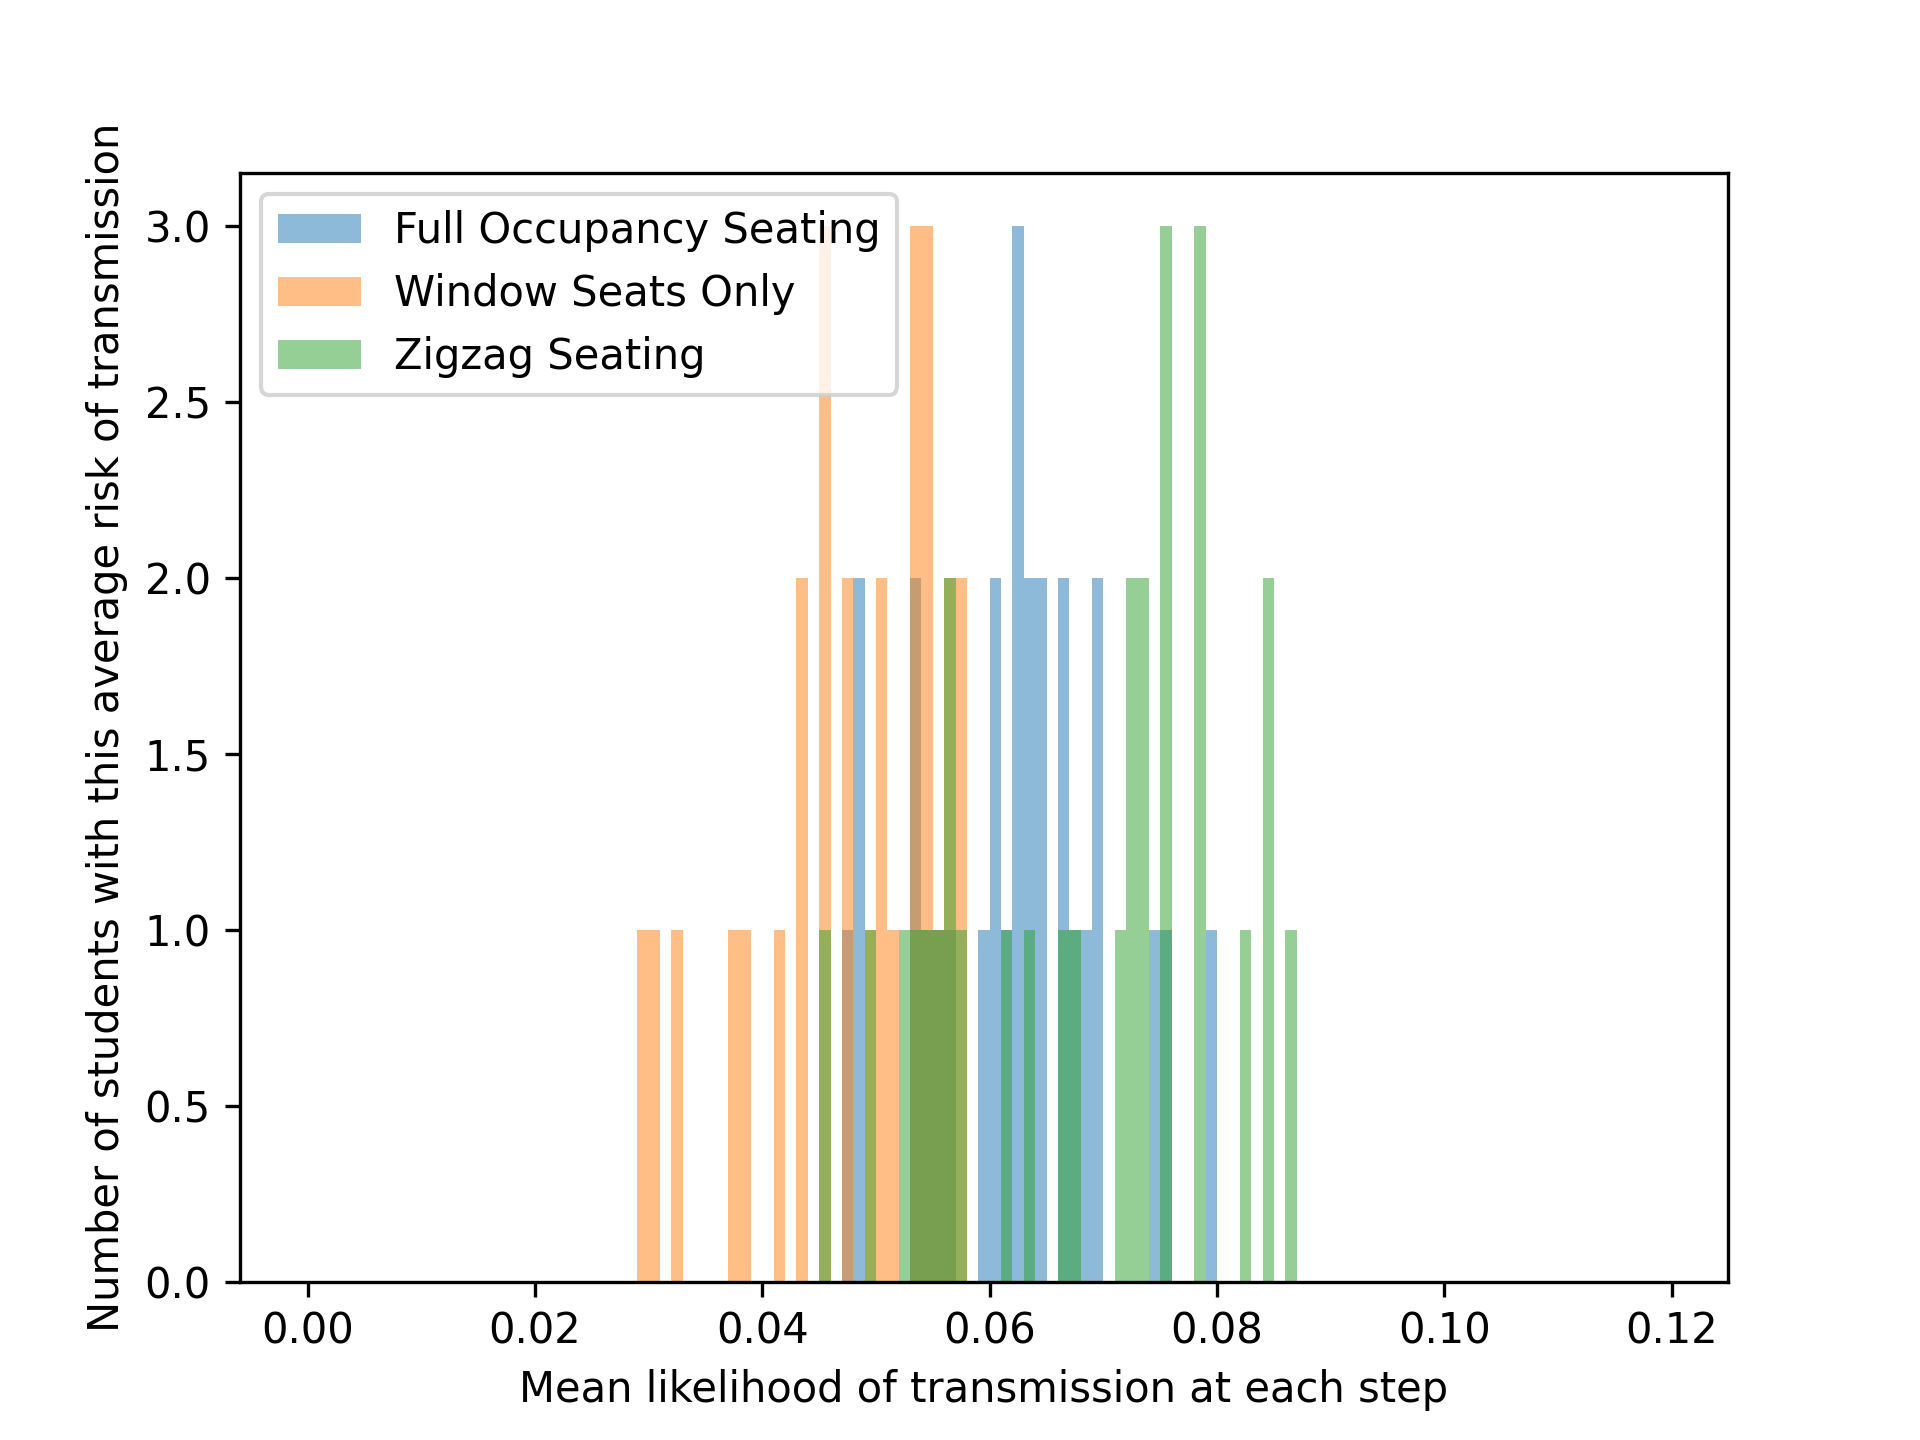 Number of students with this average risk of transmission
3.0
2.5
2.0
1.5
1.0
0.5
0.0
Full Occupancy Seating
Window Seats Only
Zigzag Seating
0.00 0.02 0.04 0.06 0.08 0.10 0.12
Mean likelihood of transmission at each step